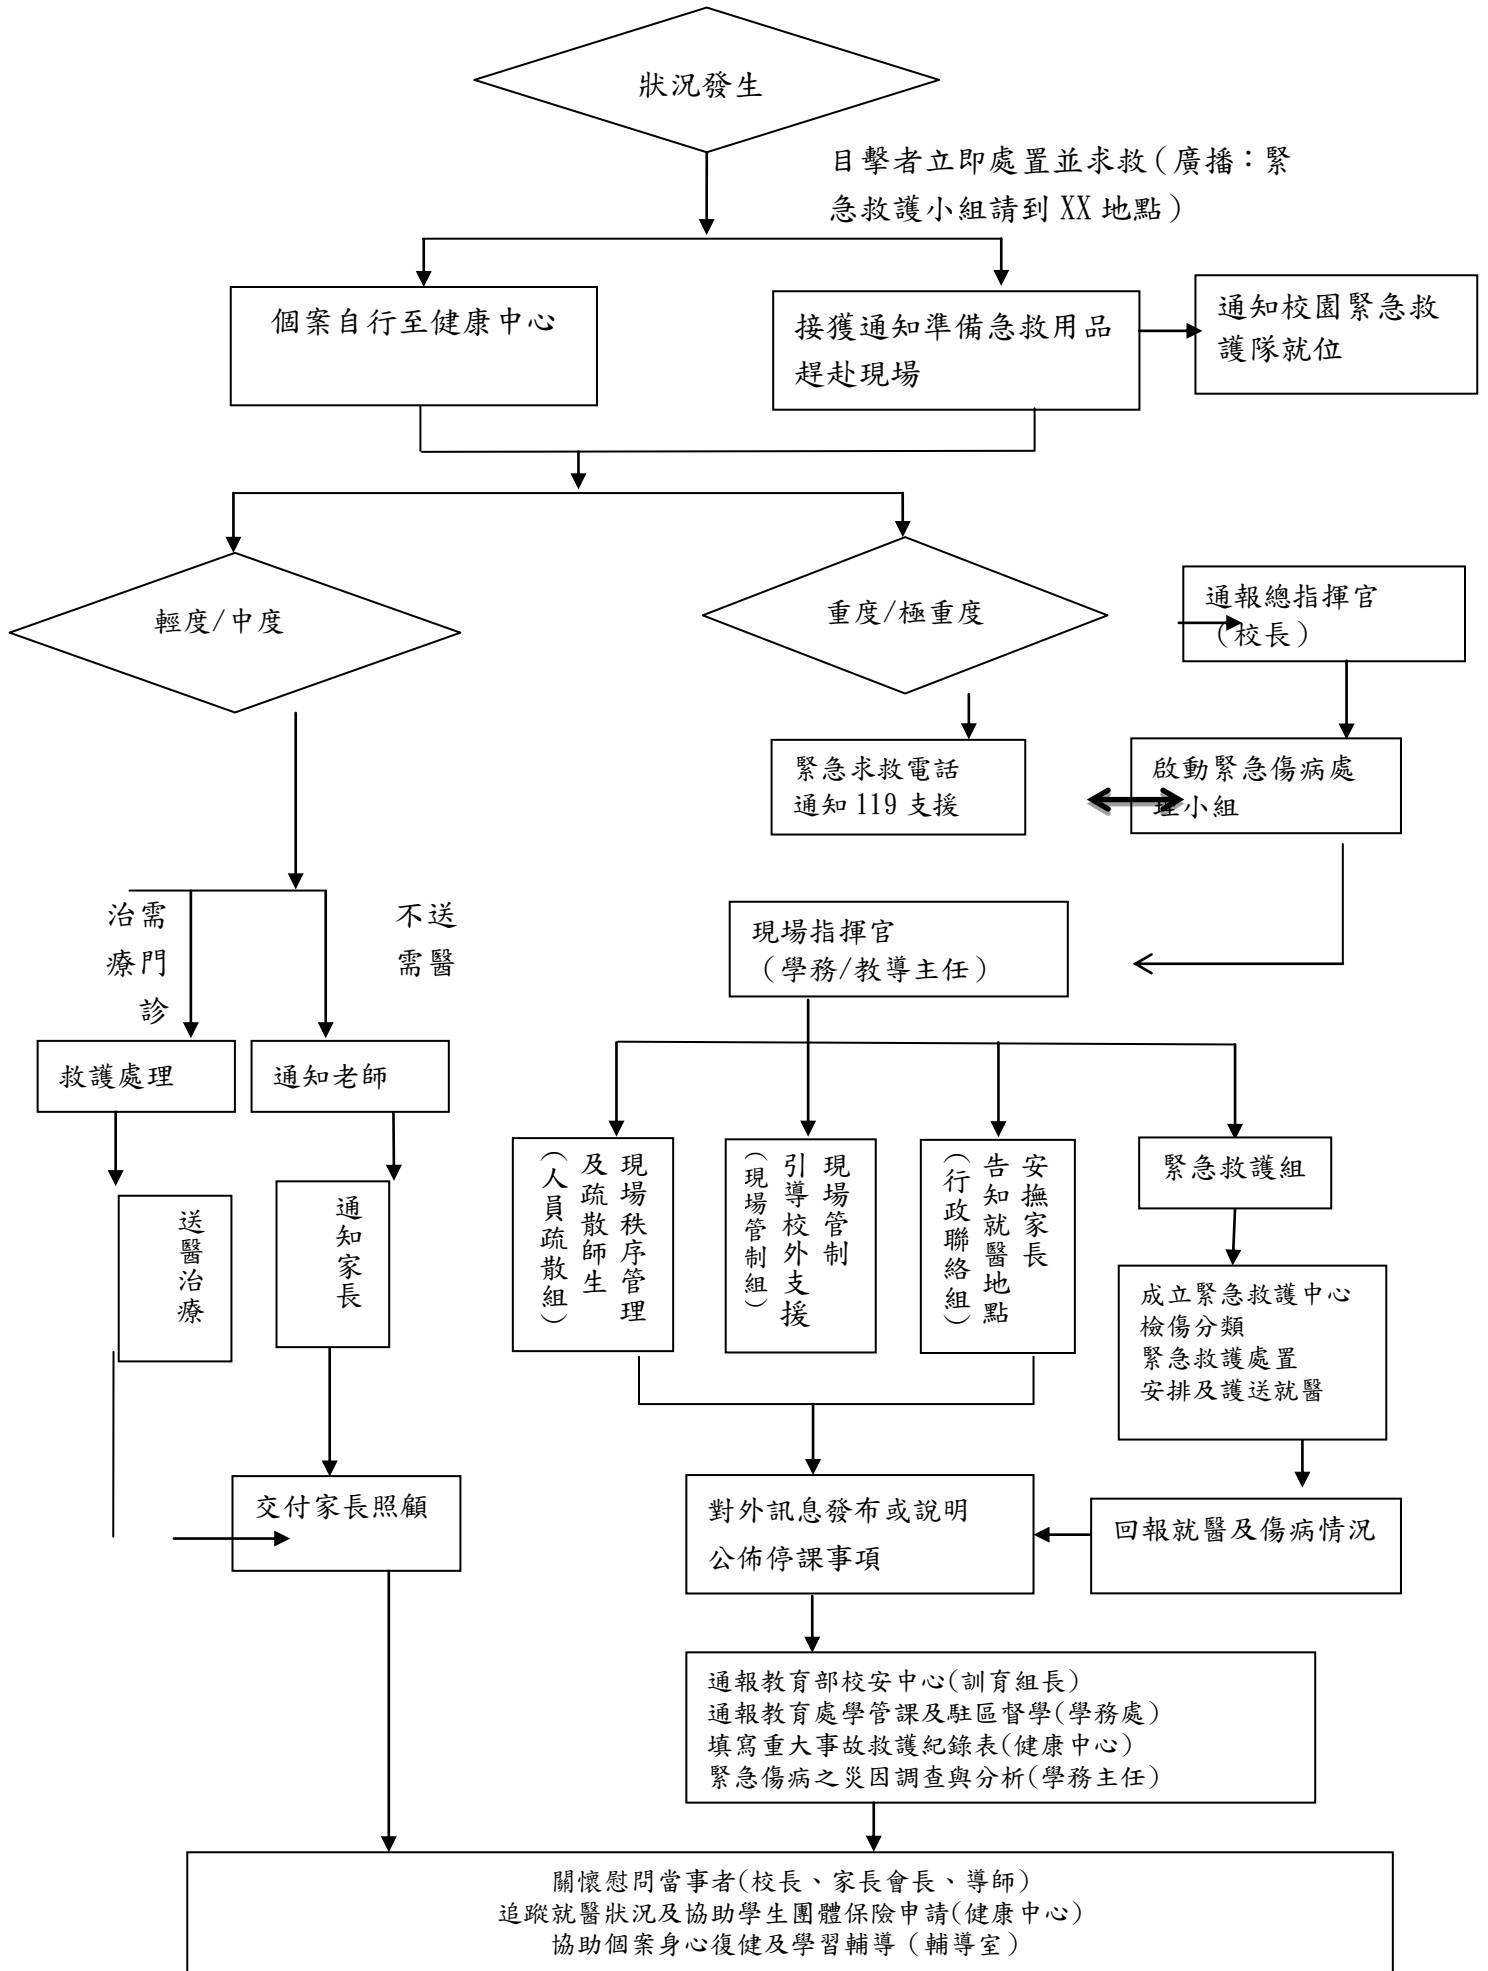 狀況發生
目擊者立即處置並求救（廣播：緊
急救護小組請到 XX 地點）
個案自行至健康中心
接獲通知準備急救用品
趕赴現場
通知校園緊急救
護隊就位
輕度/中度
重度/極重度
通報總指揮官
（校長）
緊急求救電話
通知 119 支援
啟動緊急傷病處
理小組
治需
療門
診
不送
需醫
現場指揮官
（學務/教導主任）
救護處理
通知老師
現場秩序管理
及疏散師生
（人員疏散組）
現場管制
引導校外支援
（現場管制組）
安撫家長
告知就醫地點
（行政聯絡組）
緊急救護組
送醫治療
通知家長
成立緊急救護中心
檢傷分類
緊急救護處置
安排及護送就醫
交付家長照顧
對外訊息發布或說明
公佈停課事項
回報就醫及傷病情況
通報教育部校安中心(訓育組長)
通報教育處學管課及駐區督學(學務處)
填寫重大事故救護紀錄表(健康中心)
緊急傷病之災因調查與分析(學務主任)
關懷慰問當事者(校長、家長會長、導師)
追蹤就醫狀況及協助學生團體保險申請(健康中心)
協助個案身心復健及學習輔導（輔導室）